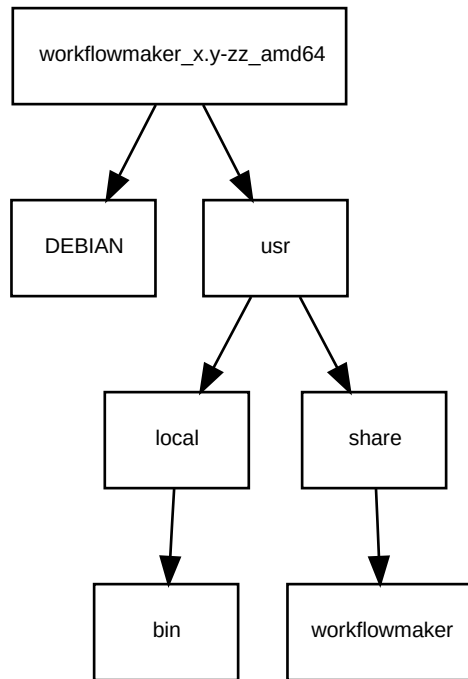 workflowmaker_x.y-zz_amd64
DEBIAN
usr
local
share
bin
workflowmaker